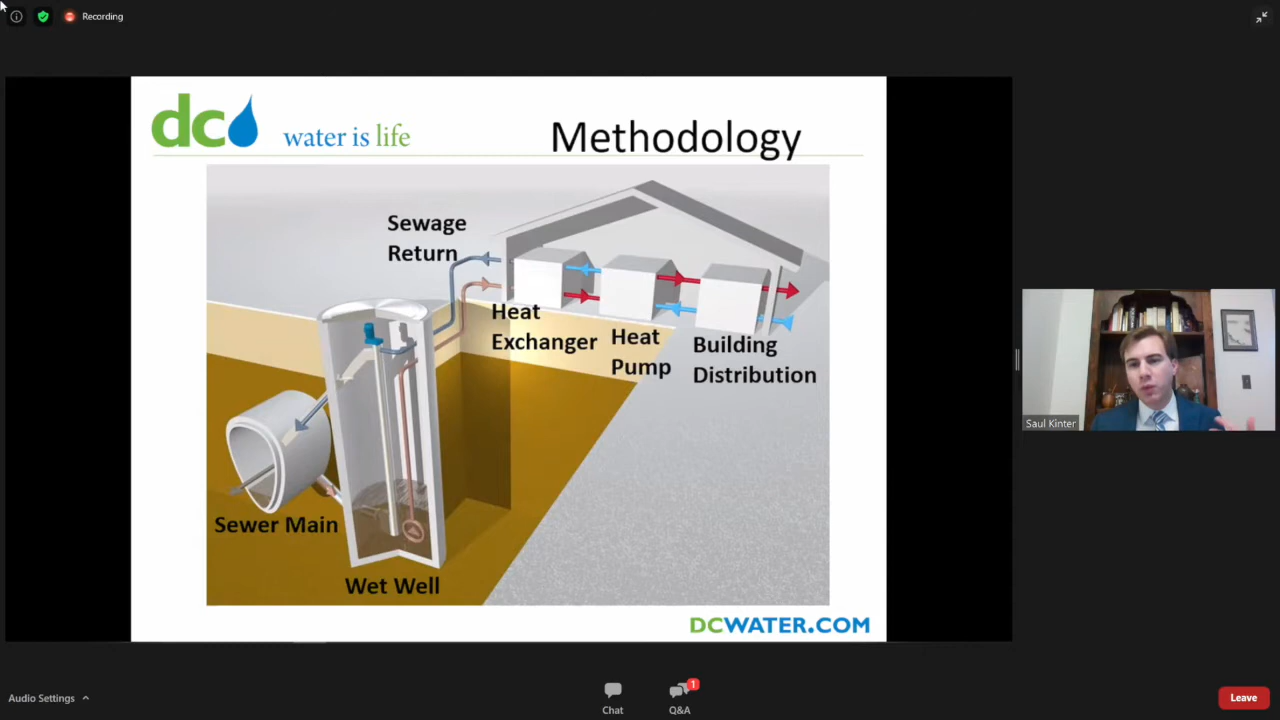 Recording
dc
water is life
Methodology
Sewage
Return
Heat
Exchanger
Heat
Pump
Building
Distribution
Sewer Main
Wet Well
DCWATER.COM
Saul Kinter
Audio Settings
Chat
1
Q&A
Leave